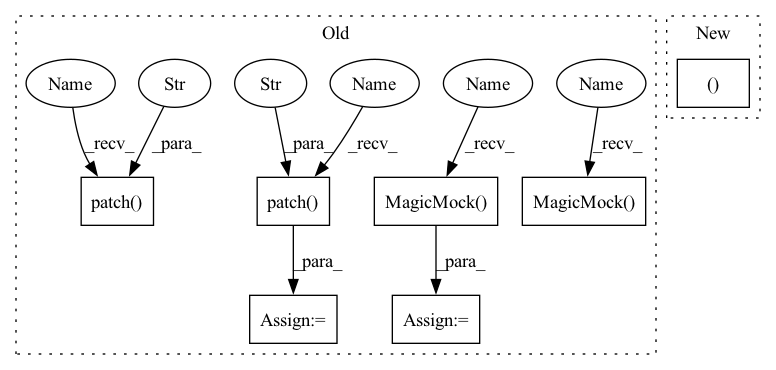 Old
New
Name
Str
Str
Name
Name
Name
()
_recv_
_para_
_para_
_recv_
_recv_
_recv_
patch()
patch()
MagicMock()
MagicMock()
_para_
_para_
Assign:=
Assign:=